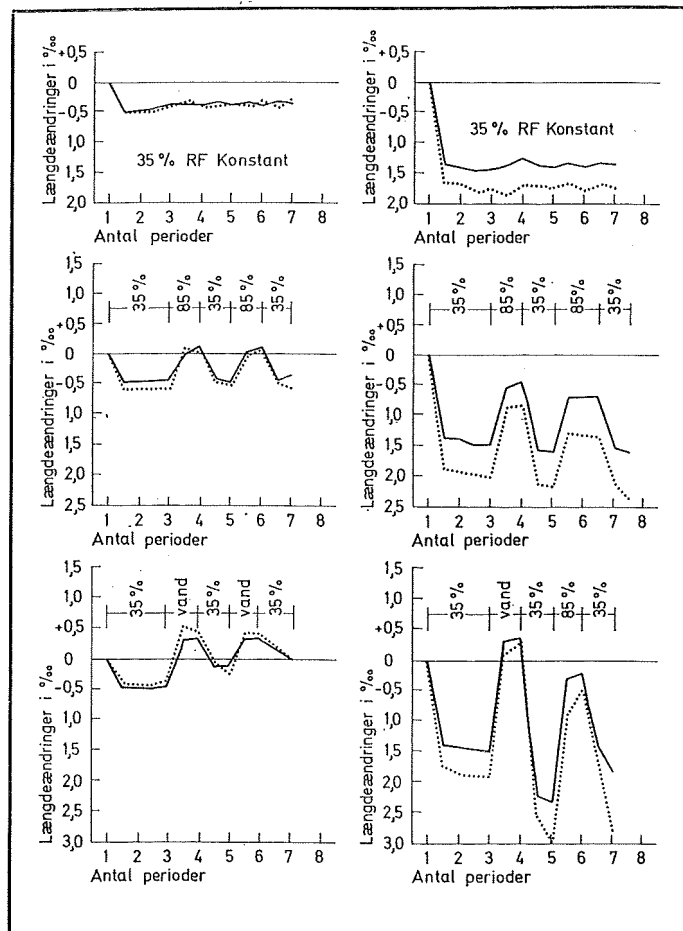 Længdeændringer i ‰
+0,5
0
-0,5
1,0
1,5
2,0
35 % RF Konstant
1 2 3 4 5 6 7 8
Antal perioder
Længdeændringer i ‰
+0,5
0
-0,5
1,0
1,5
2,0
35 % RF Konstant
1 2 3 4 5 6 7 8
Antal perioder
Længdeændringer i ‰
1,5
1,0
+0,5
0
-0,5
1,0
1,5
2,0
2,5
35 % 85 % 35 % 85 % 35 %
1 2 3 4 5 6 7 8
Antal perioder
Længdeændringer i ‰
1,5
1,0
+0,5
0
-0,5
1,0
1,5
2,0
2,5
35 % 85 % 35 % 85% 35 %
1 2 3 4 5 6 7 8
Antal perioder
Længdeændringer i ‰
1,5
1,0
+0,5
0
-0,5
1,0
1,5
2,0
2,5
3,0
35 % vand 35 % vand 35 %
1 2 3 4 5 6 7 8
Antal perioder
Længdeændringer i ‰
1,5
1,0
+0,5
0
-0,5
1,0
1,5
2,0
2,5
3,0
35 % vand 35 % 85 % 35 %
1 2 3 4 5 6 7 8
Antal perioder